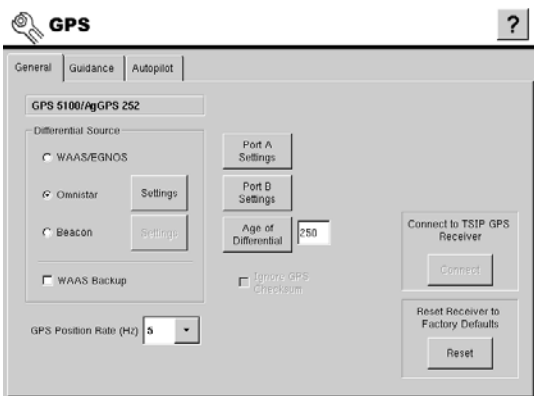 GPS
?
General Guidance Autopilot
GPS 5100/AgGPS 252
Differential Source
WAAS/EGNOS
Omnistar Settings
Beacon Settings
WAAS Backup
GPS Position Rate (Hz) 5
Port A
Settings
Port B
Settings
Age of
Differential 250
Ignore GPS
Checksum
Connect to TSIP GPS
Receiver
Connect
Reset Receiver to
Factory Defaults
Reset